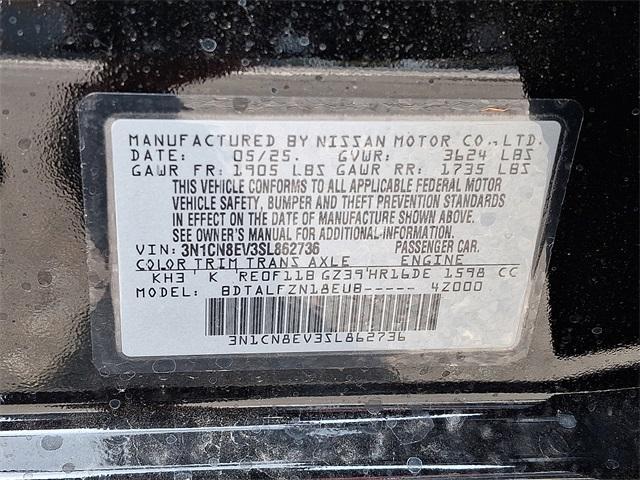 MANUFACTURED BY NISSAN MOTOR CO., LTD.
DATE: 05/25. GVWR: 3624 LBS
GAWR FR: 1905 LBS GAWR RR: 1735 LBS
THIS VEHICLE CONFORMS TO ALL APPLICABLE FEDERAL MOTOR
VEHICLE SAFETY, BUMPER AND THEFT PREVENTION STANDARDS
IN EFFECT ON THE DATE OF MANUFACTURE SHOWN ABOVE.
SEE OWNER'S MANUAL FOR ADDITIONAL INFORMATION.
VIN: 3N1CN8EV3SL862736 PASSENGER CAR.
COLOR TRIM TRANS AXLE ENGINE
KH3 K RE0F11B GZ39 HR16DE 1598 CC
MODEL: BDTALFZN18EUB----- 4Z000
3N1CN8EV3SL862736